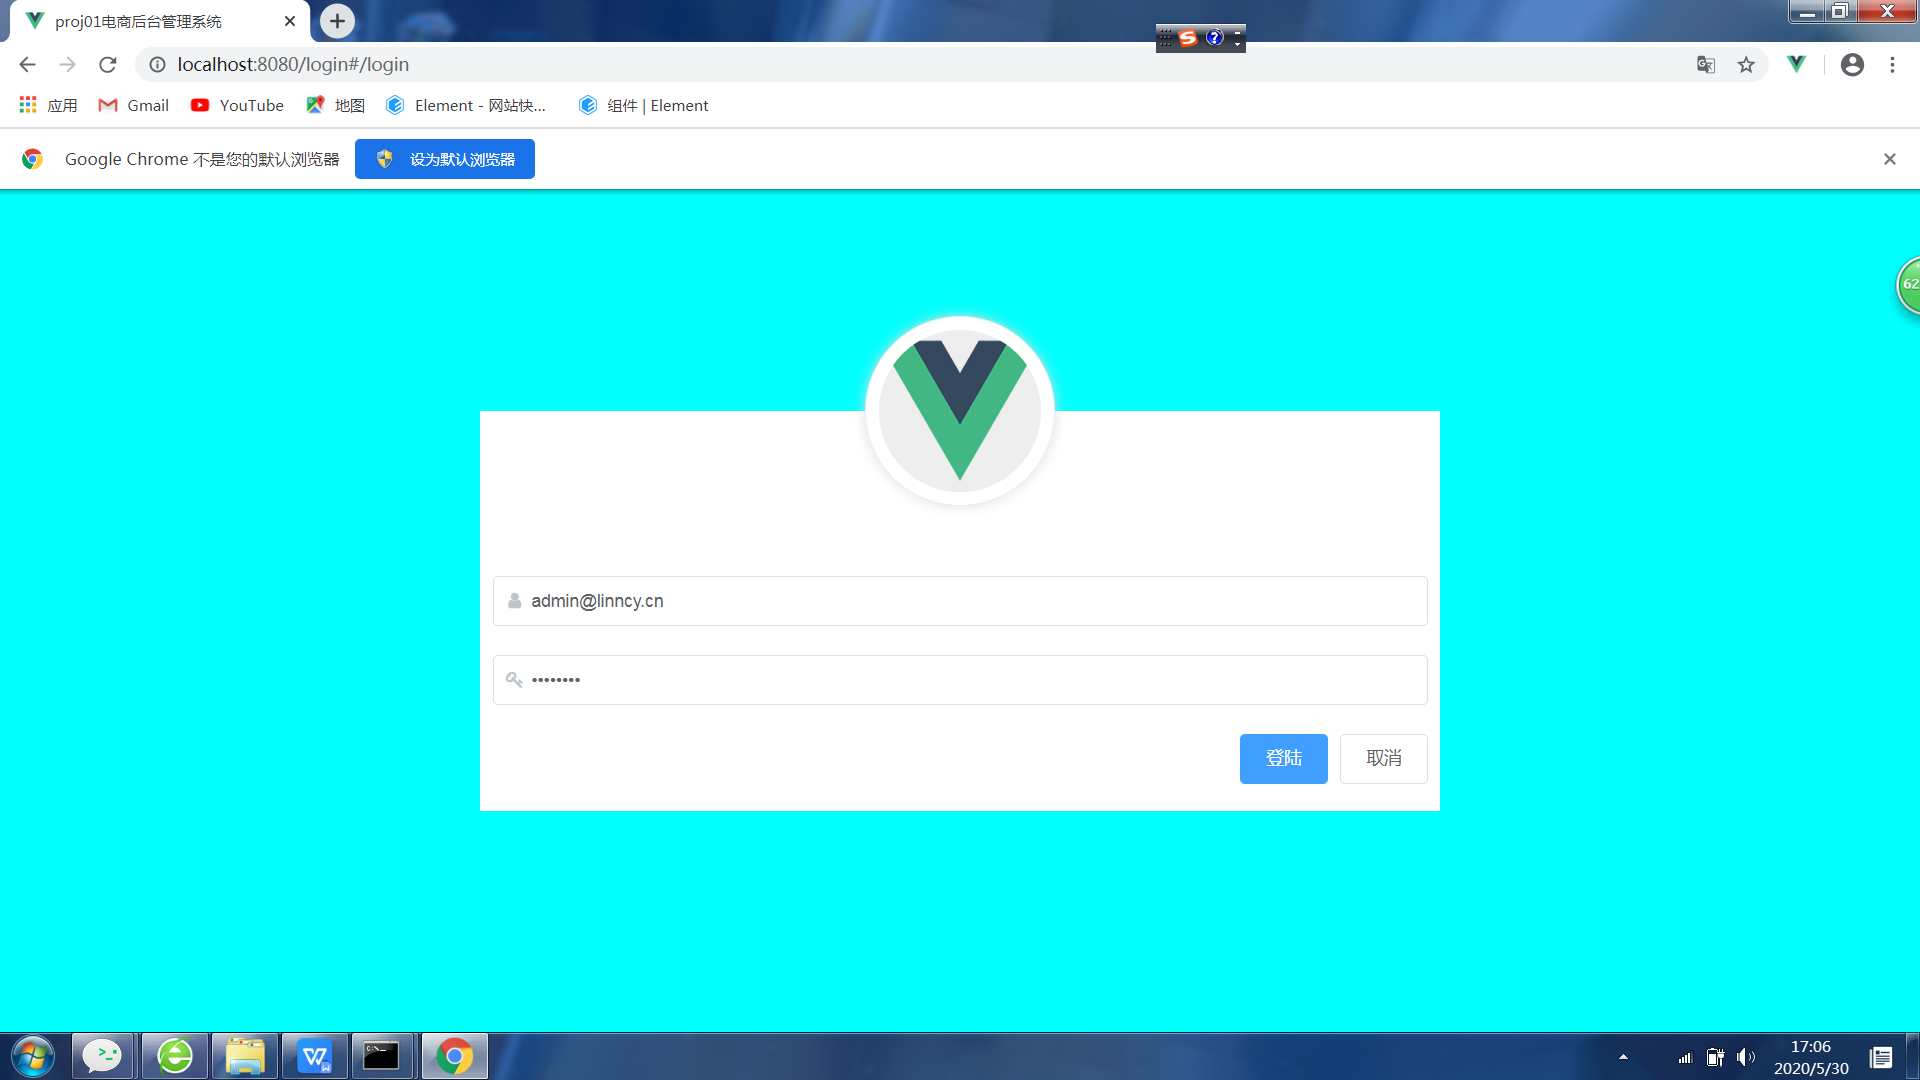 proj01电商后台管理系统
localhost:8080/login#/login
应用 Gmail YouTube 地图 Element - 网站快... 组件 | Element
Google Chrome 不是您的默认浏览器 设为默认浏览器
62
admin@linncy.cn
••••••••
登陆 取消
17:06
2020/5/30